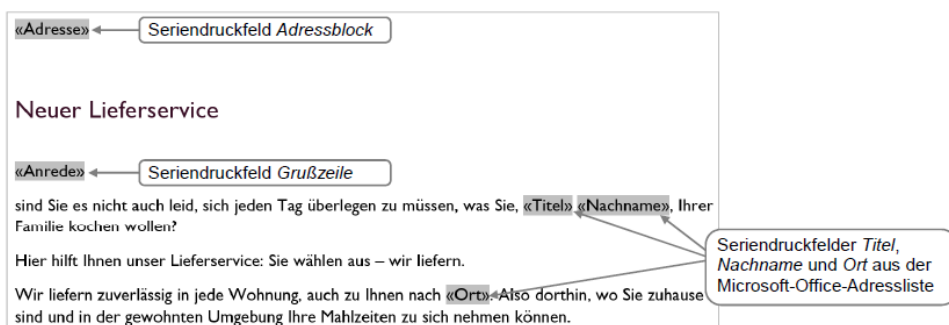 «Adresse» Seriendruckfeld Adressblock
Neuer Lieferservice
«Anrede» Seriendruckfeld Grußzeile
sind Sie es nicht auch leid, sich jeden Tag überlegen zu müssen, was Sie, «Titel» «Nachname», Ihrer
Familie kochen wollen?
Hier hilft Ihnen unser Lieferservice: Sie wählen aus – wir liefern.
Wir liefern zuverlässig in jede Wohnung, auch zu Ihnen nach «Ort». Also dorthin, wo Sie zuhause
sind und in der gewohnten Umgebung Ihre Mahlzeiten zu sich nehmen können.
Seriendruckfelder Titel,
Nachname und Ort aus der
Microsoft-Office-Adressliste